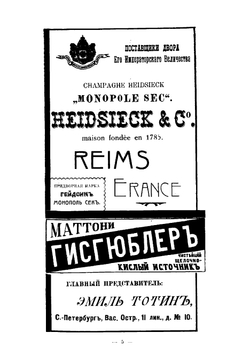 ПОСТАВЩИКИ ДВОРА
Его Императорскаго Величества
CHAMPAGNE HEIDSIECK
„MONOPOLE SEC“.
HEIDSIECK & Cº.
maison fondée en 1785.
REIMS
ERANCE
ПРИДВОРНАЯ МАРКА
ГЕЙДСИКЪ
МОНОПОЛЬ СЕКЪ.
МАТТОНИ
ГИСГЮБЛЕРЪ
ЧИСТѢЙШІЙ
ЩЕЛОЧНО-
КИСЛЫЙ ИСТОЧНИКЪ
ГЛАВНЫЙ ПРЕДСТАВИТЕЛЬ:
ЭМИЛЬ ТОТИНЪ,
С.-Петербургъ, Вас. Остр., 11 лин., д. № 10.
— 5 —